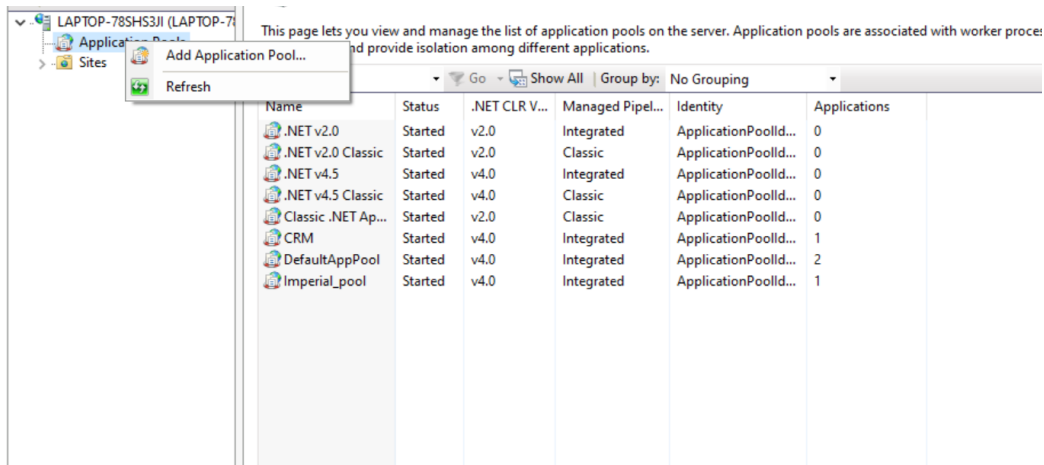 LAPTOP-78SHS3JI (LAPTOP-78
Application Pools
Sites
Add Application Pool...
Refresh
This page lets you view and manage the list of application pools on the server. Application pools are associated with worker proces
nd provide isolation among different applications.
Go Show All Group by: No Grouping
Name Status .NET CLR V... Managed Pipel... Identity Applications
.NET v2.0 Started v2.0 Integrated ApplicationPoolId... 0
.NET v2.0 Classic Started v2.0 Classic ApplicationPoolId... 0
.NET v4.5 Started v4.0 Integrated ApplicationPoolId... 0
.NET v4.5 Classic Started v4.0 Classic ApplicationPoolId... 0
Classic .NET Ap... Started v2.0 Classic ApplicationPoolId... 0
CRM Started v4.0 Integrated ApplicationPoolId... 1
DefaultAppPool Started v4.0 Integrated ApplicationPoolId... 2
Imperial_pool Started v4.0 Integrated ApplicationPoolId... 1